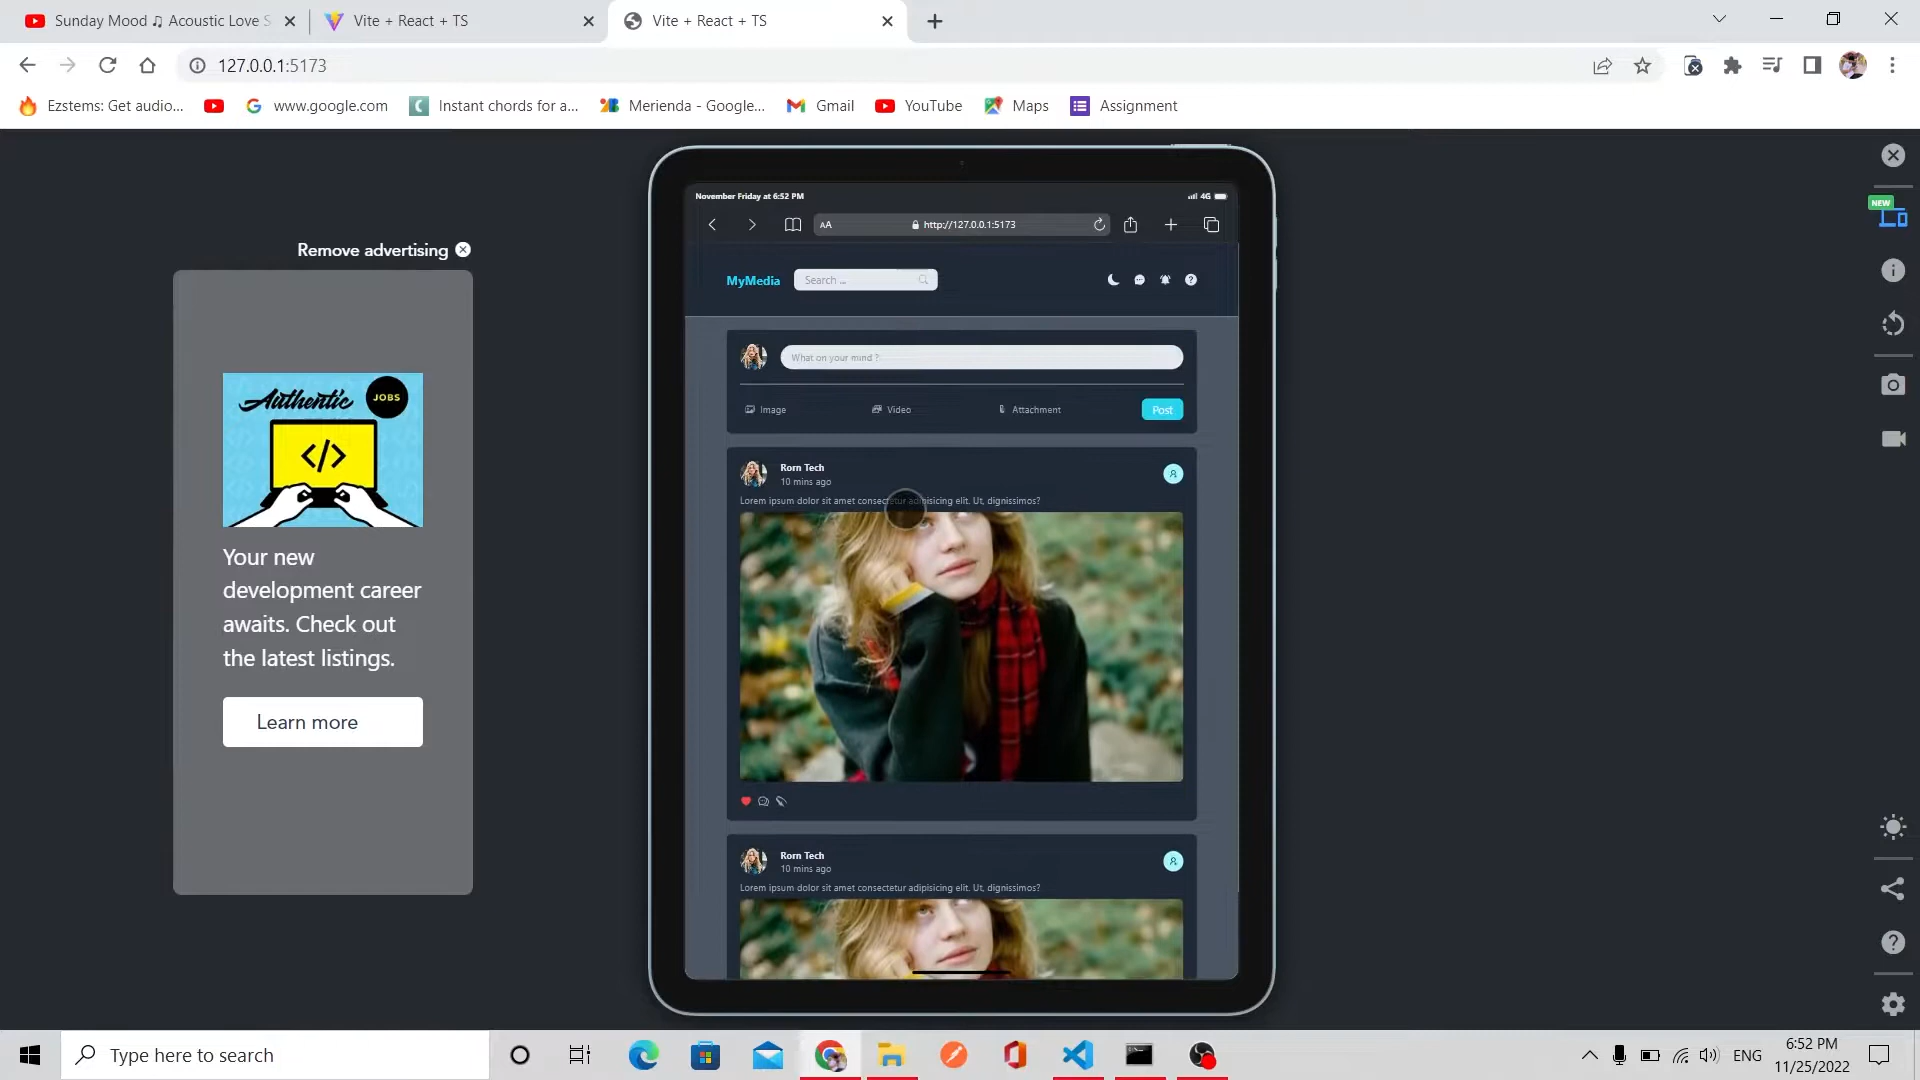 Sunday Mood ♫ Acoustic Love S
Vite + React + TS
Vite + React + TS
127.0.0.1:5173
Ezstems: Get audio...
www.google.com
Instant chords for a...
Merienda - Google...
Gmail
YouTube
Maps
Assignment
NEW
Remove advertising
Authentic
JOBS
</>
Your new
development career
awaits. Check out
the latest listings.
Learn more
November Friday at 6:52 PM
4G
AA
http://127.0.0.1:5173
MyMedia
Search ...
What on your mind ?
Image
Video
Attachment
Post
Rorn Tech
10 mins ago
Lorem ipsum dolor sit amet consectetur adipisicing elit. Ut, dignissimos?
Rorn Tech
10 mins ago
Lorem ipsum dolor sit amet consectetur adipisicing elit. Ut, dignissimos?
Type here to search
ENG
6:52 PM
11/25/2022